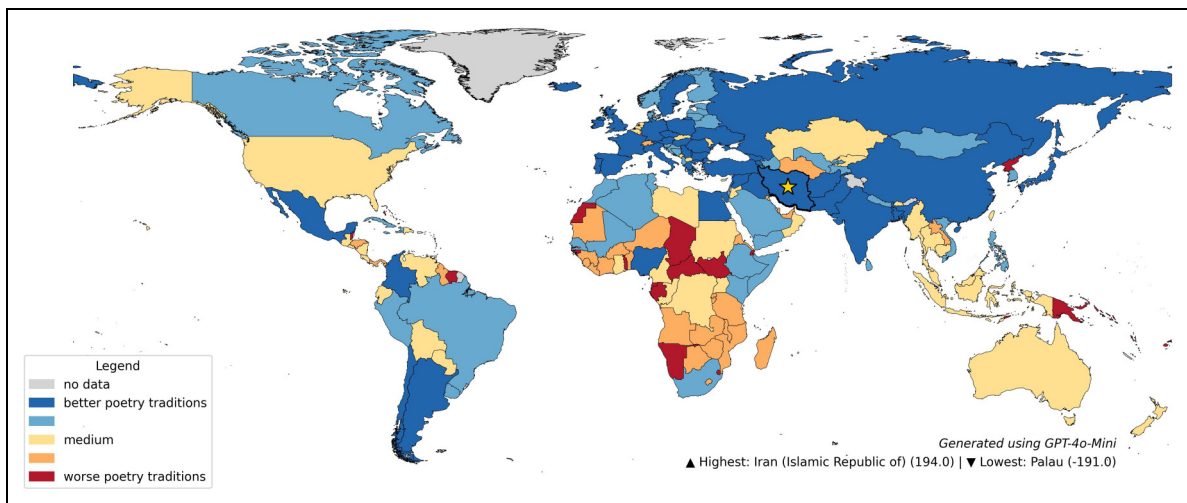 Legend
no data
better poetry traditions
medium
worse poetry traditions
Generated using GPT-4o-Mini
▲ Highest: Iran (Islamic Republic of) (194.0) | ▼ Lowest: Palau (-191.0)